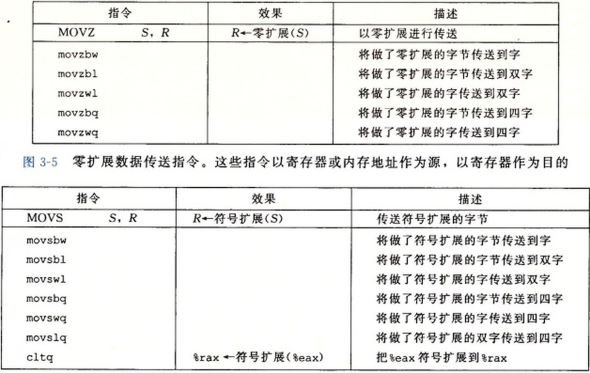 指令 效果 描述
MOVZ S, R R←零扩展(S) 以零扩展进行传送
movzbw 将做了零扩展的字节传送到字
movzbl 将做了零扩展的字节传送到双字
movzwl 将做了零扩展的字传送到双字
movzbq 将做了零扩展的字节传送到四字
movzwq 将做了零扩展的字传送到四字
图 3-5 零扩展数据传送指令。这些指令以寄存器或内存地址作为源，以寄存器作为目的
指令 效果 描述
MOVS S, R R←符号扩展(S) 传送符号扩展的字节
movsbw 将做了符号扩展的字节传送到字
movsbl 将做了符号扩展的字节传送到双字
movswl 将做了符号扩展的字传送到双字
movsbq 将做了符号扩展的字节传送到四字
movswq 将做了符号扩展的字传送到四字
movslq 将做了符号扩展的双字传送到四字
cltq %rax ←符号扩展(%eax) 把%eax 符号扩展到%rax